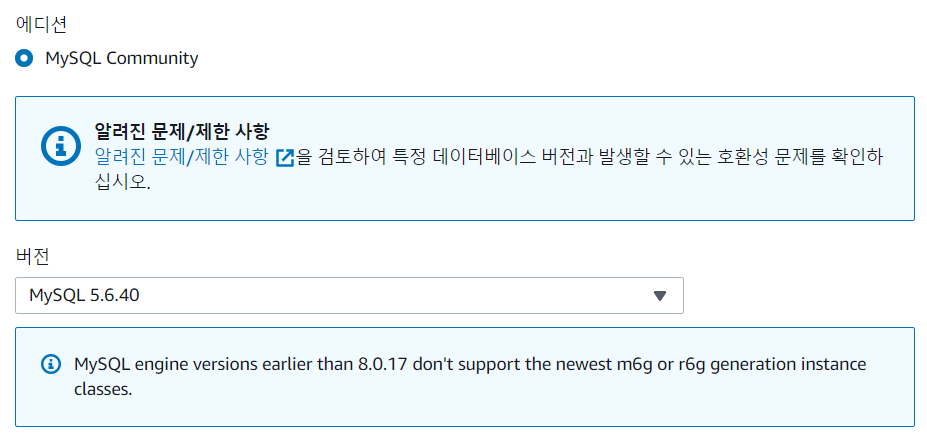 에디션
MySQL Community
알려진 문제/제한 사항
알려진 문제/제한 사항 을 검토하여 특정 데이터베이스 버전과 발생할 수 있는 호환성 문제를 확인하
십시오.
버전
MySQL 5.6.40
MySQL engine versions earlier than 8.0.17 don't support the newest m6g or r6g generation instance
classes.